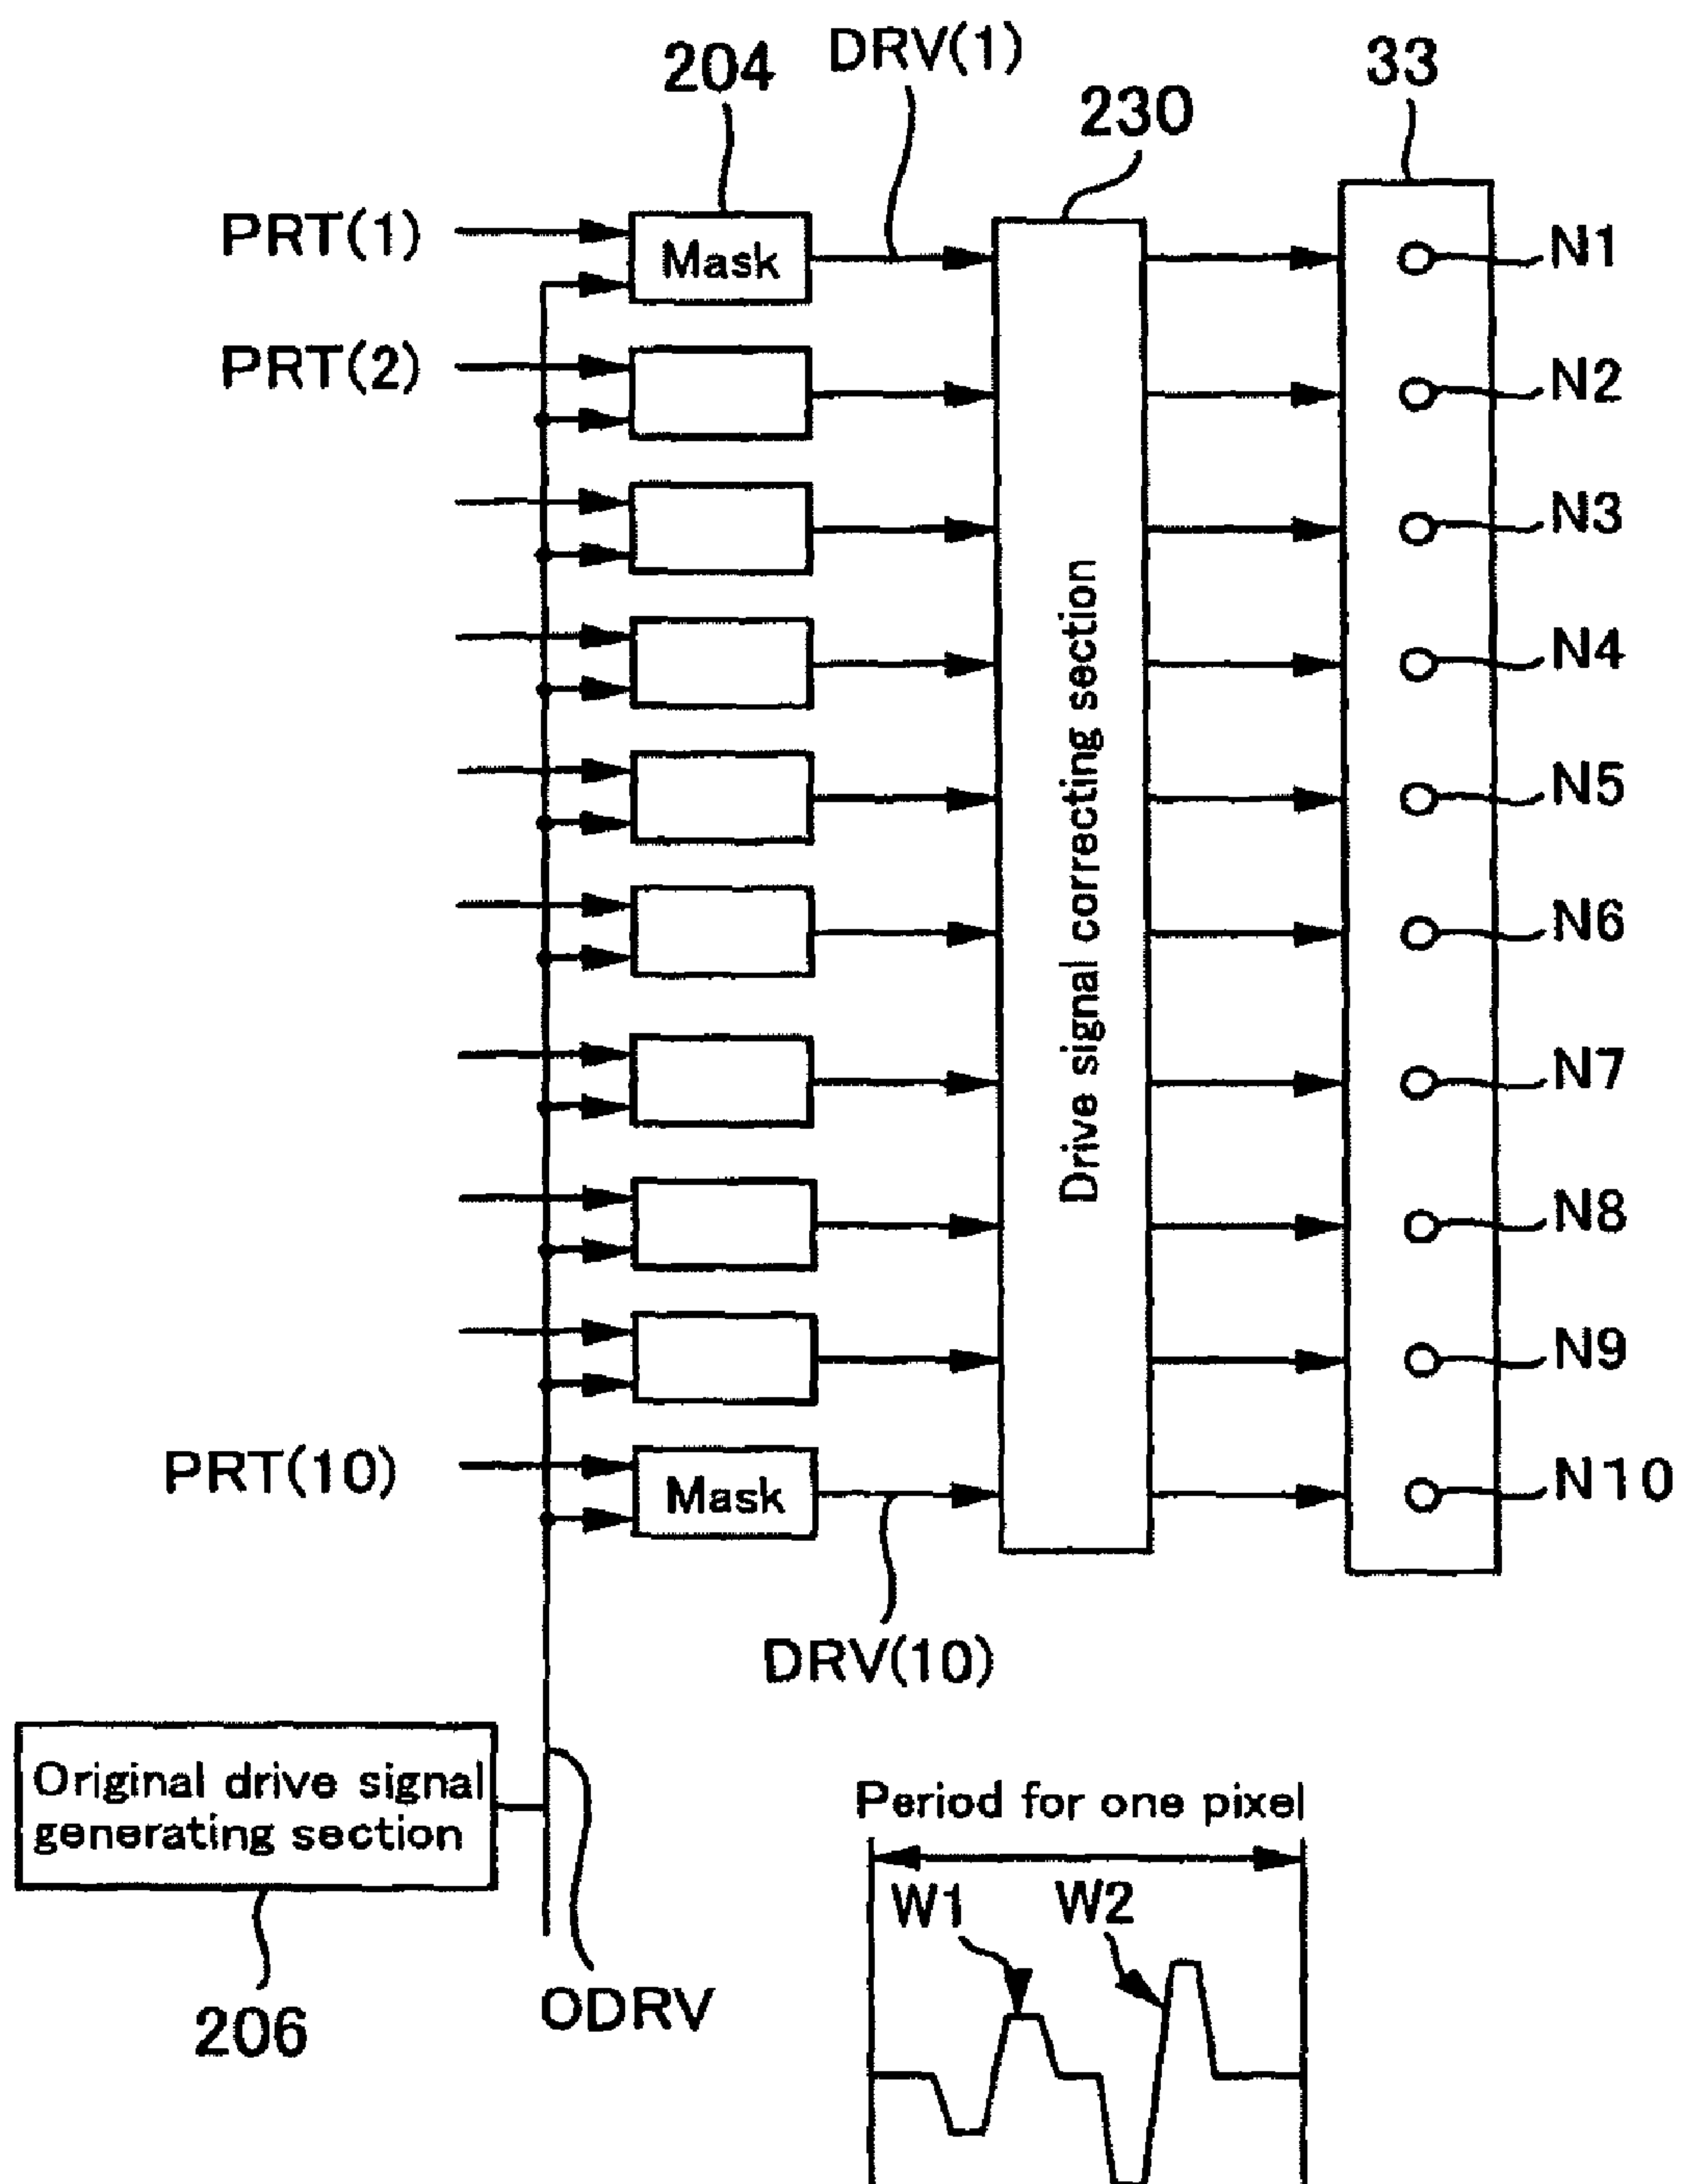 204
DRV(1)
33
230
PRT(1)
Mask
N1
PRT(2)
N2
N3
N4
Drive signal correcting section
N5
N6
N7
N8
N9
PRT(10)
Mask
N10
DRV(10)
Original drive signal
generating section
206
ODRV
Period for one pixel
W1
W2